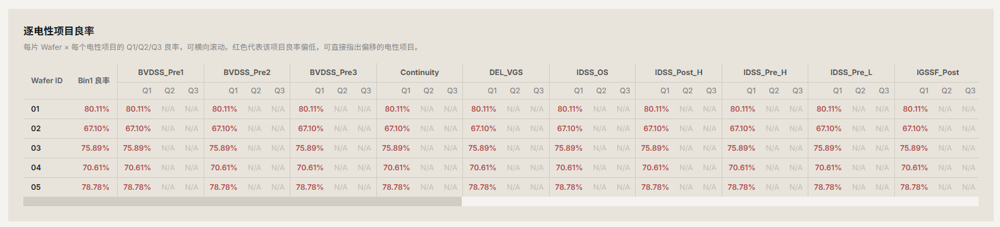 逐电性项目良率
每片 Wafer × 每个电性项目的 Q1/Q2/Q3 良率，可横向滚动。红色代表该项目良率偏低，可直接指出偏移的电性项目。
Wafer ID Bin1 良率 BVDSS_Pre1 BVDSS_Pre2 BVDSS_Pre3 Continuity DEL_VGS IDSS_OS IDSS_Post_H IDSS_Pre_H IDSS_Pre_L IGSSF_Post
Q1 Q2 Q3 Q1 Q2 Q3 Q1 Q2 Q3 Q1 Q2 Q3 Q1 Q2 Q3 Q1 Q2 Q3 Q1 Q2 Q3 Q1 Q2 Q3 Q1 Q2 Q3 Q1 Q2 Q3
01 80.11% 80.11% N/A N/A 80.11% N/A N/A 80.11% N/A N/A 80.11% N/A N/A 80.11% N/A N/A 80.11% N/A N/A 80.11% N/A N/A 80.11% N/A N/A 80.11% N/A N/A 80.11% N/A N/A
02 67.10% 67.10% N/A N/A 67.10% N/A N/A 67.10% N/A N/A 67.10% N/A N/A 67.10% N/A N/A 67.10% N/A N/A 67.10% N/A N/A 67.10% N/A N/A 67.10% N/A N/A 67.10% N/A N/A
03 75.89% 75.89% N/A N/A 75.89% N/A N/A 75.89% N/A N/A 75.89% N/A N/A 75.89% N/A N/A 75.89% N/A N/A 75.89% N/A N/A 75.89% N/A N/A 75.89% N/A N/A 75.89% N/A N/A
04 70.61% 70.61% N/A N/A 70.61% N/A N/A 70.61% N/A N/A 70.61% N/A N/A 70.61% N/A N/A 70.61% N/A N/A 70.61% N/A N/A 70.61% N/A N/A 70.61% N/A N/A 70.61% N/A N/A
05 78.78% 78.78% N/A N/A 78.78% N/A N/A 78.78% N/A N/A 78.78% N/A N/A 78.78% N/A N/A 78.78% N/A N/A 78.78% N/A N/A 78.78% N/A N/A 78.78% N/A N/A 78.78% N/A N/A